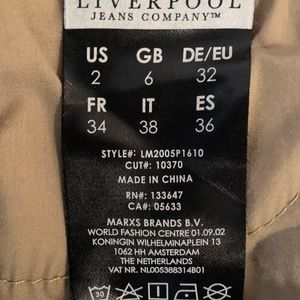 LIVERPOOL
JEANS COMPANY™
US GB DE/EU
2 6 32
FR IT ES
34 38 36
STYLE#: LM2005P1610
CUT#: 10370
MADE IN CHINA
RN#: 133647
CA#: 05633
MARXS BRANDS B.V.
WORLD FASHION CENTRE 01.09.02
KONINGIN WILHELMINAPLEIN 13
1062 HH AMSTERDAM
THE NETHERLANDS
VAT NR. NL005388314B01
30